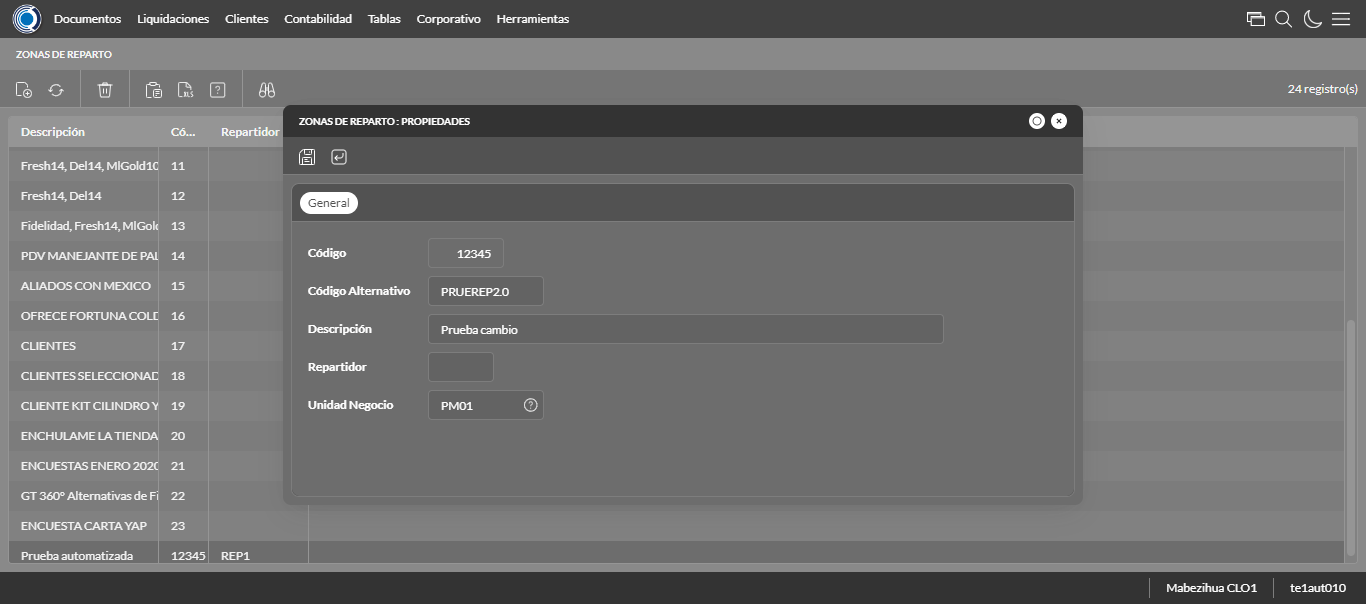 Documentos Liquidaciones Clientes Contabilidad Tablas Corporativo Herramientas
ZONAS DE REPARTO
XLS ? 24 registro(s)
Descripción Có... Repartidor
Fresh14, Del14, MlGold10 11
Fresh14, Del14 12
Fidelidad, Fresh14, MlGold 13
PDV MANEJANTE DE PAL 14
ALIADOS CON MEXICO 15
OFRECE FORTUNA COLD 16
CLIENTES 17
CLIENTES SELECCIONAD 18
CLIENTE KIT CILINDRO Y 19
ENCHULAME LA TIENDA 20
ENCUESTAS ENERO 2020 21
GT 360° Alternativas de Fi 22
ENCUESTA CARTA YAP 23
Prueba automatizada 12345 REP1
ZONAS DE REPARTO : PROPIEDADES
General
Código 12345
Código Alternativo PRUEREP2.0
Descripción Prueba cambio
Repartidor
Unidad Negocio PM01 ?
Mabezihua CLO1 te1aut010